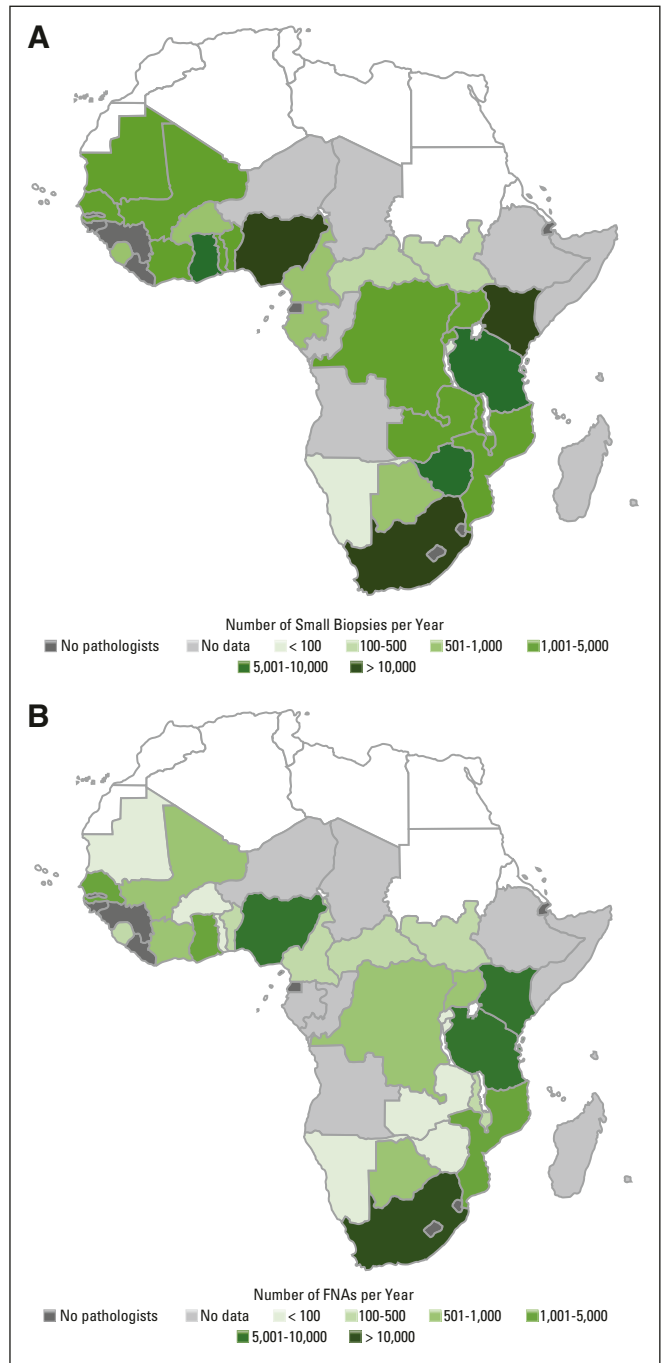 A
Number of Small Biopsies per Year
No pathologists No data < 100 100-500 501-1,000 1,001-5,000
5,001-10,000 > 10,000
B
Number of FNAs per Year
No pathologists No data < 100 100-500 501-1,000 1,001-5,000
5,001-10,000 > 10,000